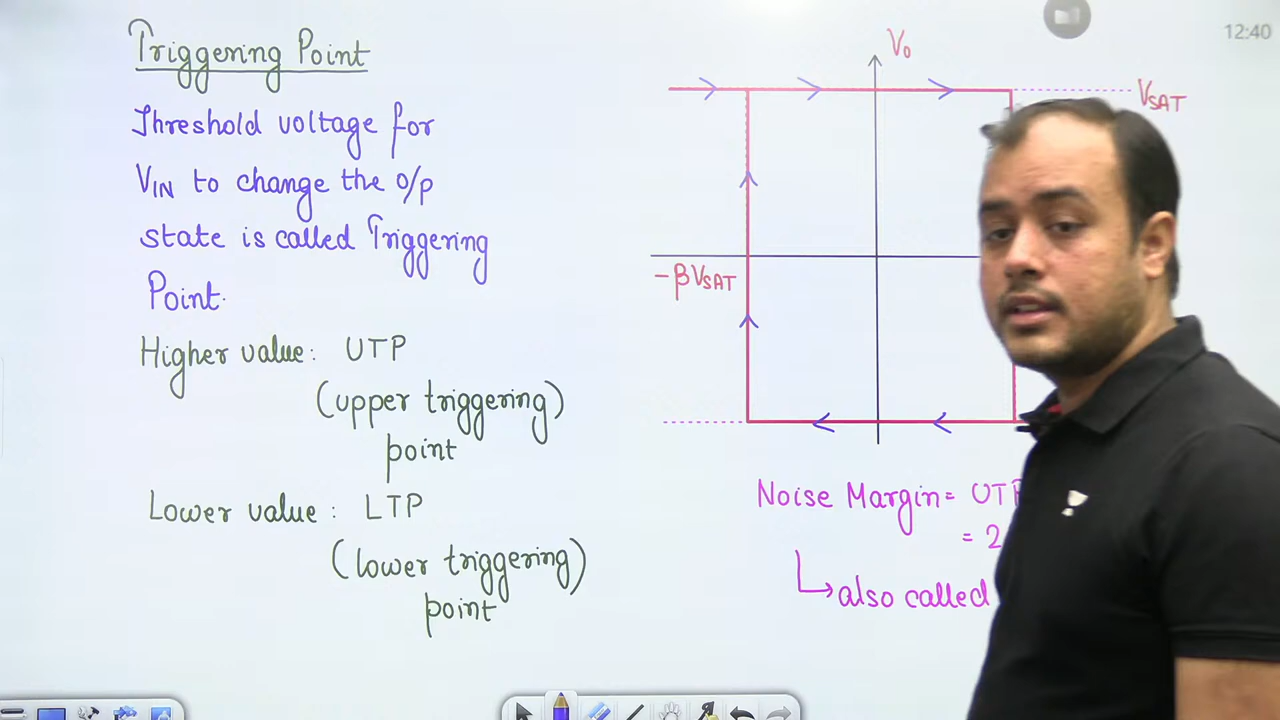 Triggering Point
Threshold voltage for
VIN to change the o/p
state is called Triggering
Point.
Higher value: UTP
(upper triggering)
point
Lower value: LTP
(lower triggering)
point
12:40
Vo
VSAT
-βVSAT
Noise Margin= UTP
= 2
also called